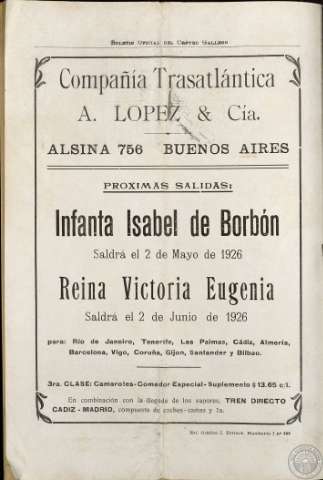 BOLETIN OFICIAL DEL CENTRO GALLEGO
Compañía Trasatlántica
A. LOPEZ & Cía.
ALSINA 756 BUENOS AIRES
PROXIMAS SALIDAS:
Infanta Isabel de Borbón
Saldrá el 2 de Mayo de 1926
Reina Victoria Eugenia
Saldrá el 2 de Junio de 1926
para: Río de Janeiro, Tenerife, Las Palmas, Cádiz, Almería,
Barcelona, Vigo, Coruña, Gijon, Santander y Bilbao.
3ra. CLASE: Camarotes-Comedor Especial-Suplemento $ 13.65 c/l.
En combinación con la llegada de los vapores, TREN DIRECTO
CADIZ - MADRID, compuesto de coches-camas y 1a.